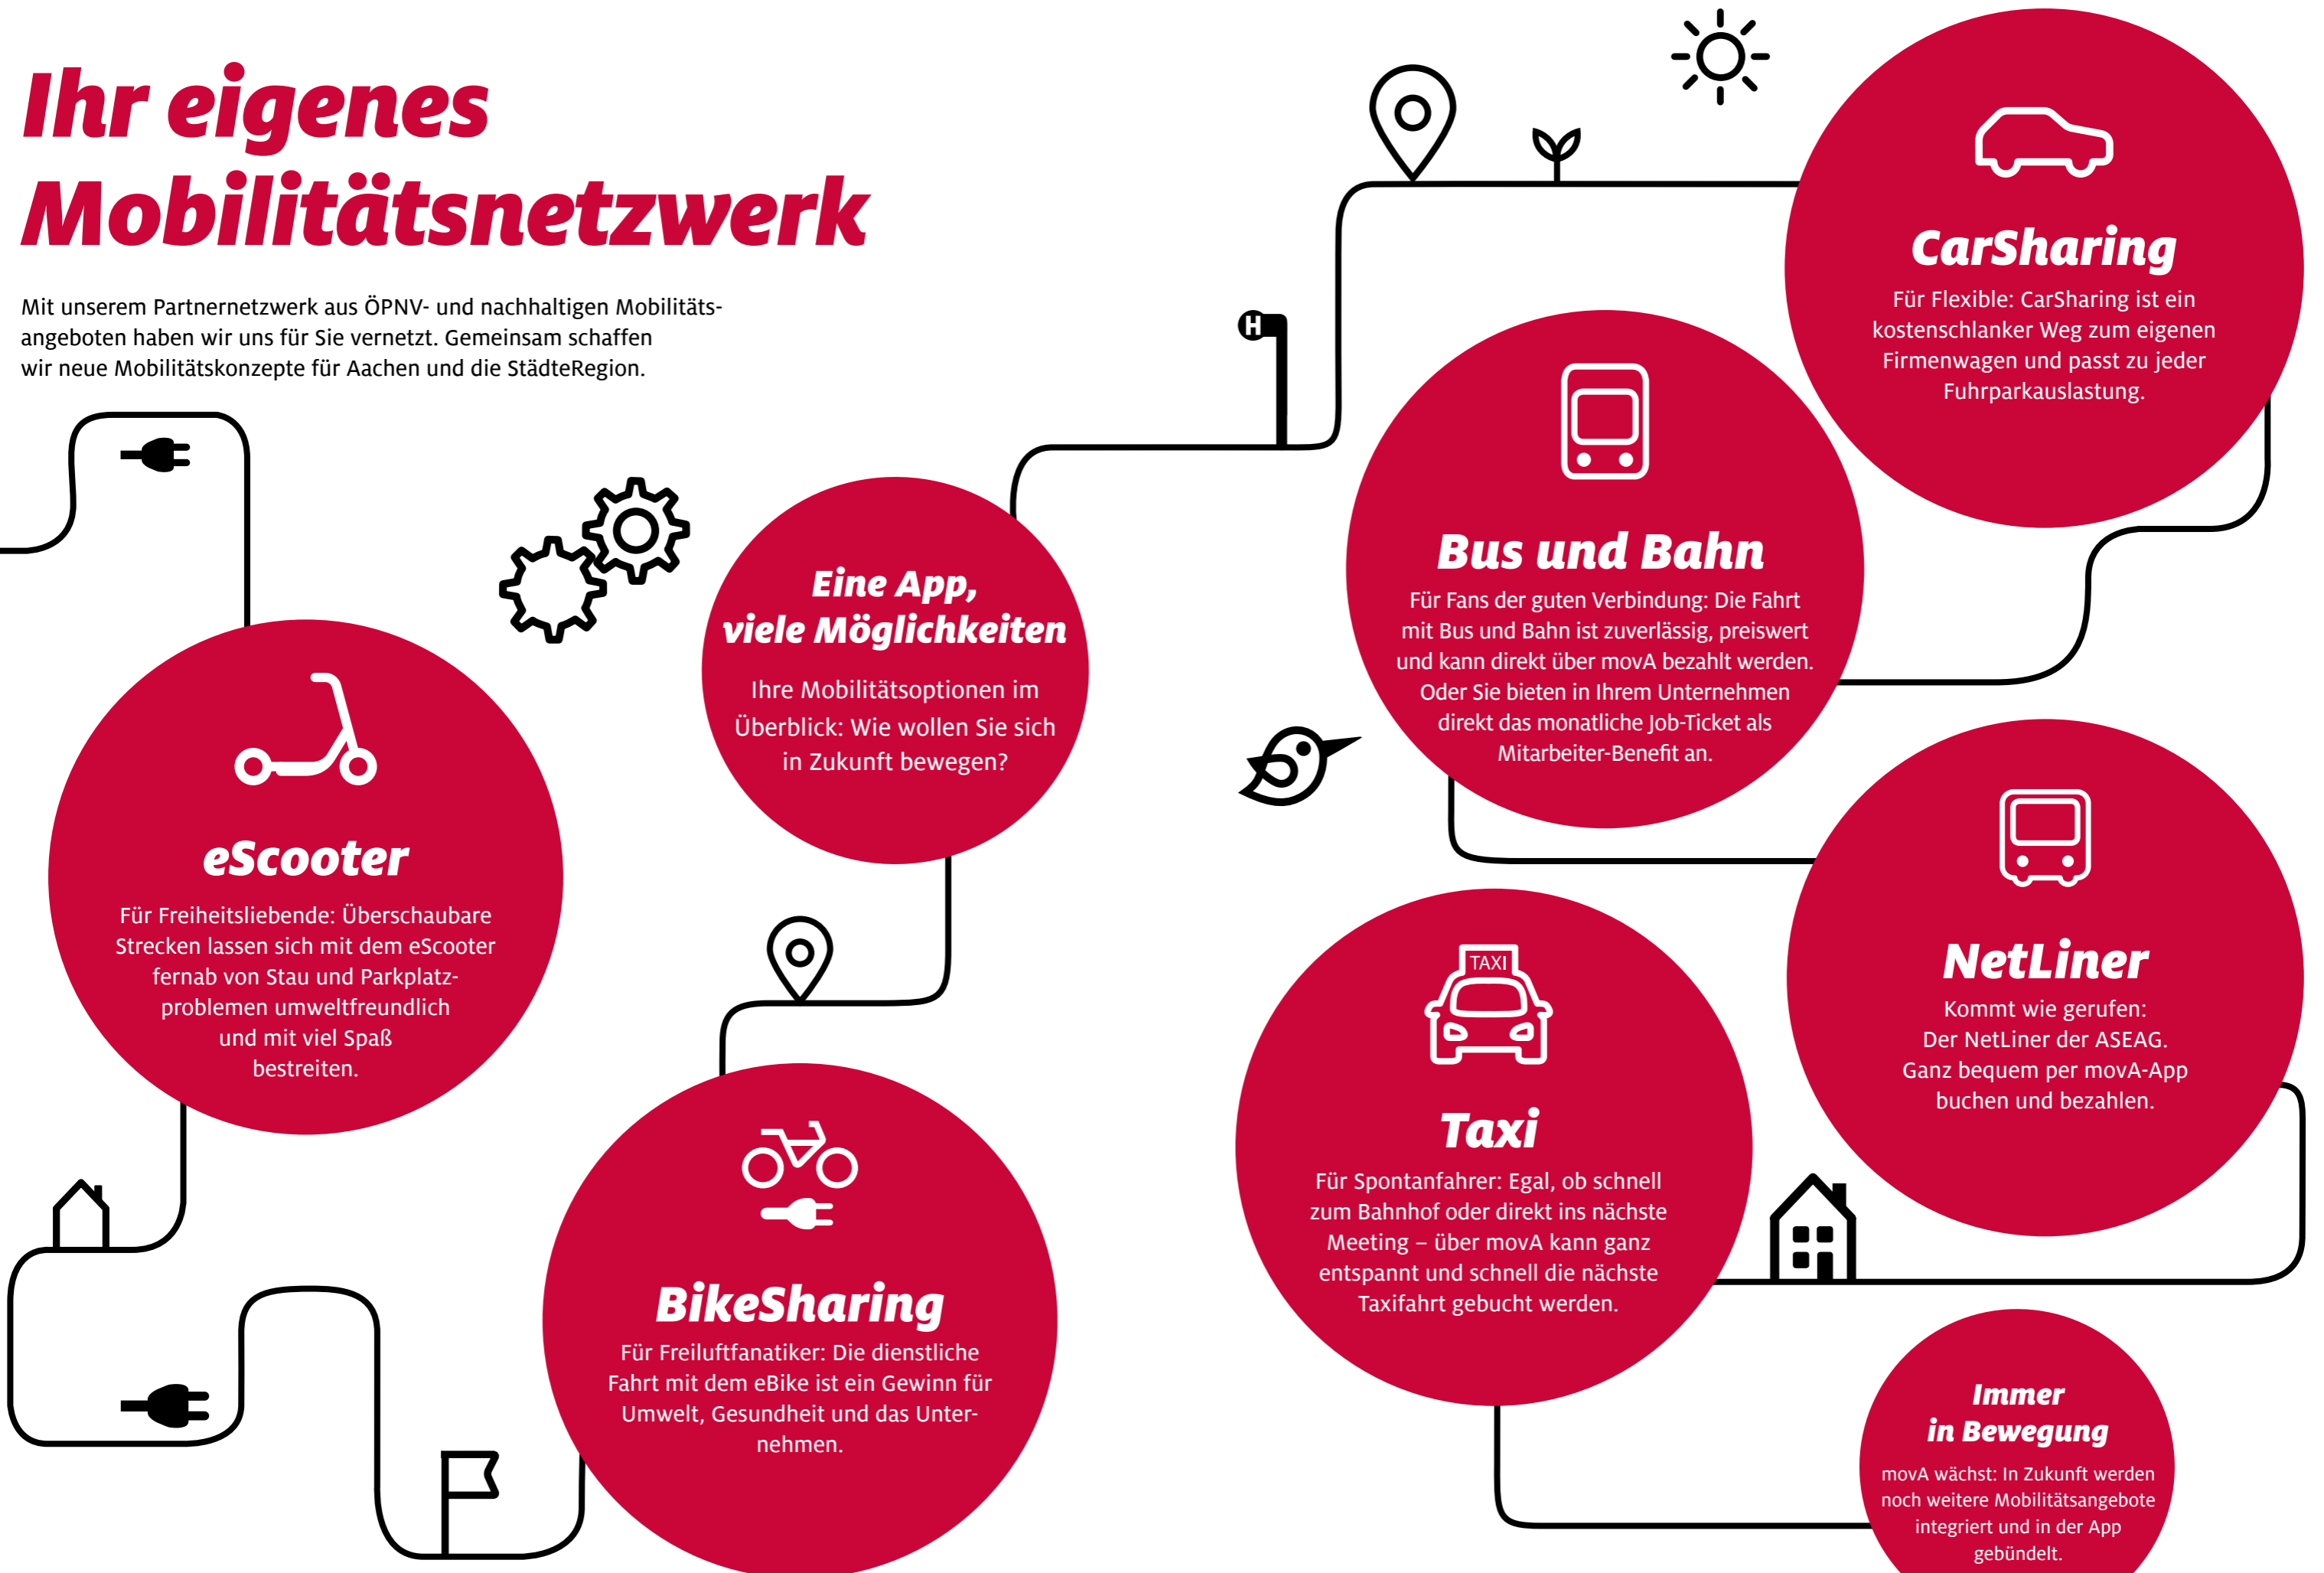 Ihr eigenes
Mobilitätsnetzwerk
Mit unserem Partnernetzwerk aus ÖPNV- und nachhaltigen Mobilitäts-
angeboten haben wir uns für Sie vernetzt. Gemeinsam schaffen
wir neue Mobilitätskonzepte für Aachen und die StädteRegion.
eScooter
Für Freiheitsliebende: Überschaubare
Strecken lassen sich mit dem eScooter
fernab von Stau und Parkplatz-
problemen umweltfreundlich
und mit viel Spaß
bestreiten.
BikeSharing
Für Freiluftfanatiker: Die dienstliche
Fahrt mit dem eBike ist ein Gewinn für
Umwelt, Gesundheit und das Unter-
nehmen.
Eine App,
viele Möglichkeiten
Ihre Mobilitätsoptionen im
Überblick: Wie wollen Sie sich
in Zukunft bewegen?
H
CarSharing
Für Flexible: CarSharing ist ein
kostenschlanker Weg zum eigenen
Firmenwagen und passt zu jeder
Fuhrparkauslastung.
Bus und Bahn
Für Fans der guten Verbindung: Die Fahrt
mit Bus und Bahn ist zuverlässig, preiswert
und kann direkt über movA bezahlt werden.
Oder Sie bieten in Ihrem Unternehmen
direkt das monatliche Job-Ticket als
Mitarbeiter-Benefit an.
NetLiner
Kommt wie gerufen:
Der NetLiner der ASEAG.
Ganz bequem per movA-App
buchen und bezahlen.
TAXI
Taxi
Für Spontanfahrer: Egal, ob schnell
zum Bahnhof oder direkt ins nächste
Meeting – über movA kann ganz
entspannt und schnell die nächste
Taxifahrt gebucht werden.
Immer
in Bewegung
movA wächst: In Zukunft werden
noch weitere Mobilitätsangebote
integriert und in der App
gebündelt.